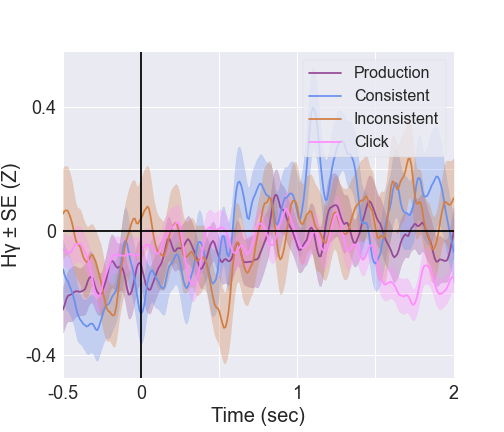 Production
Consistent
Inconsistent
Click
Hγ ± SE (Z)
0.4
0
-0.4
-0.5 0 1 2
Time (sec)